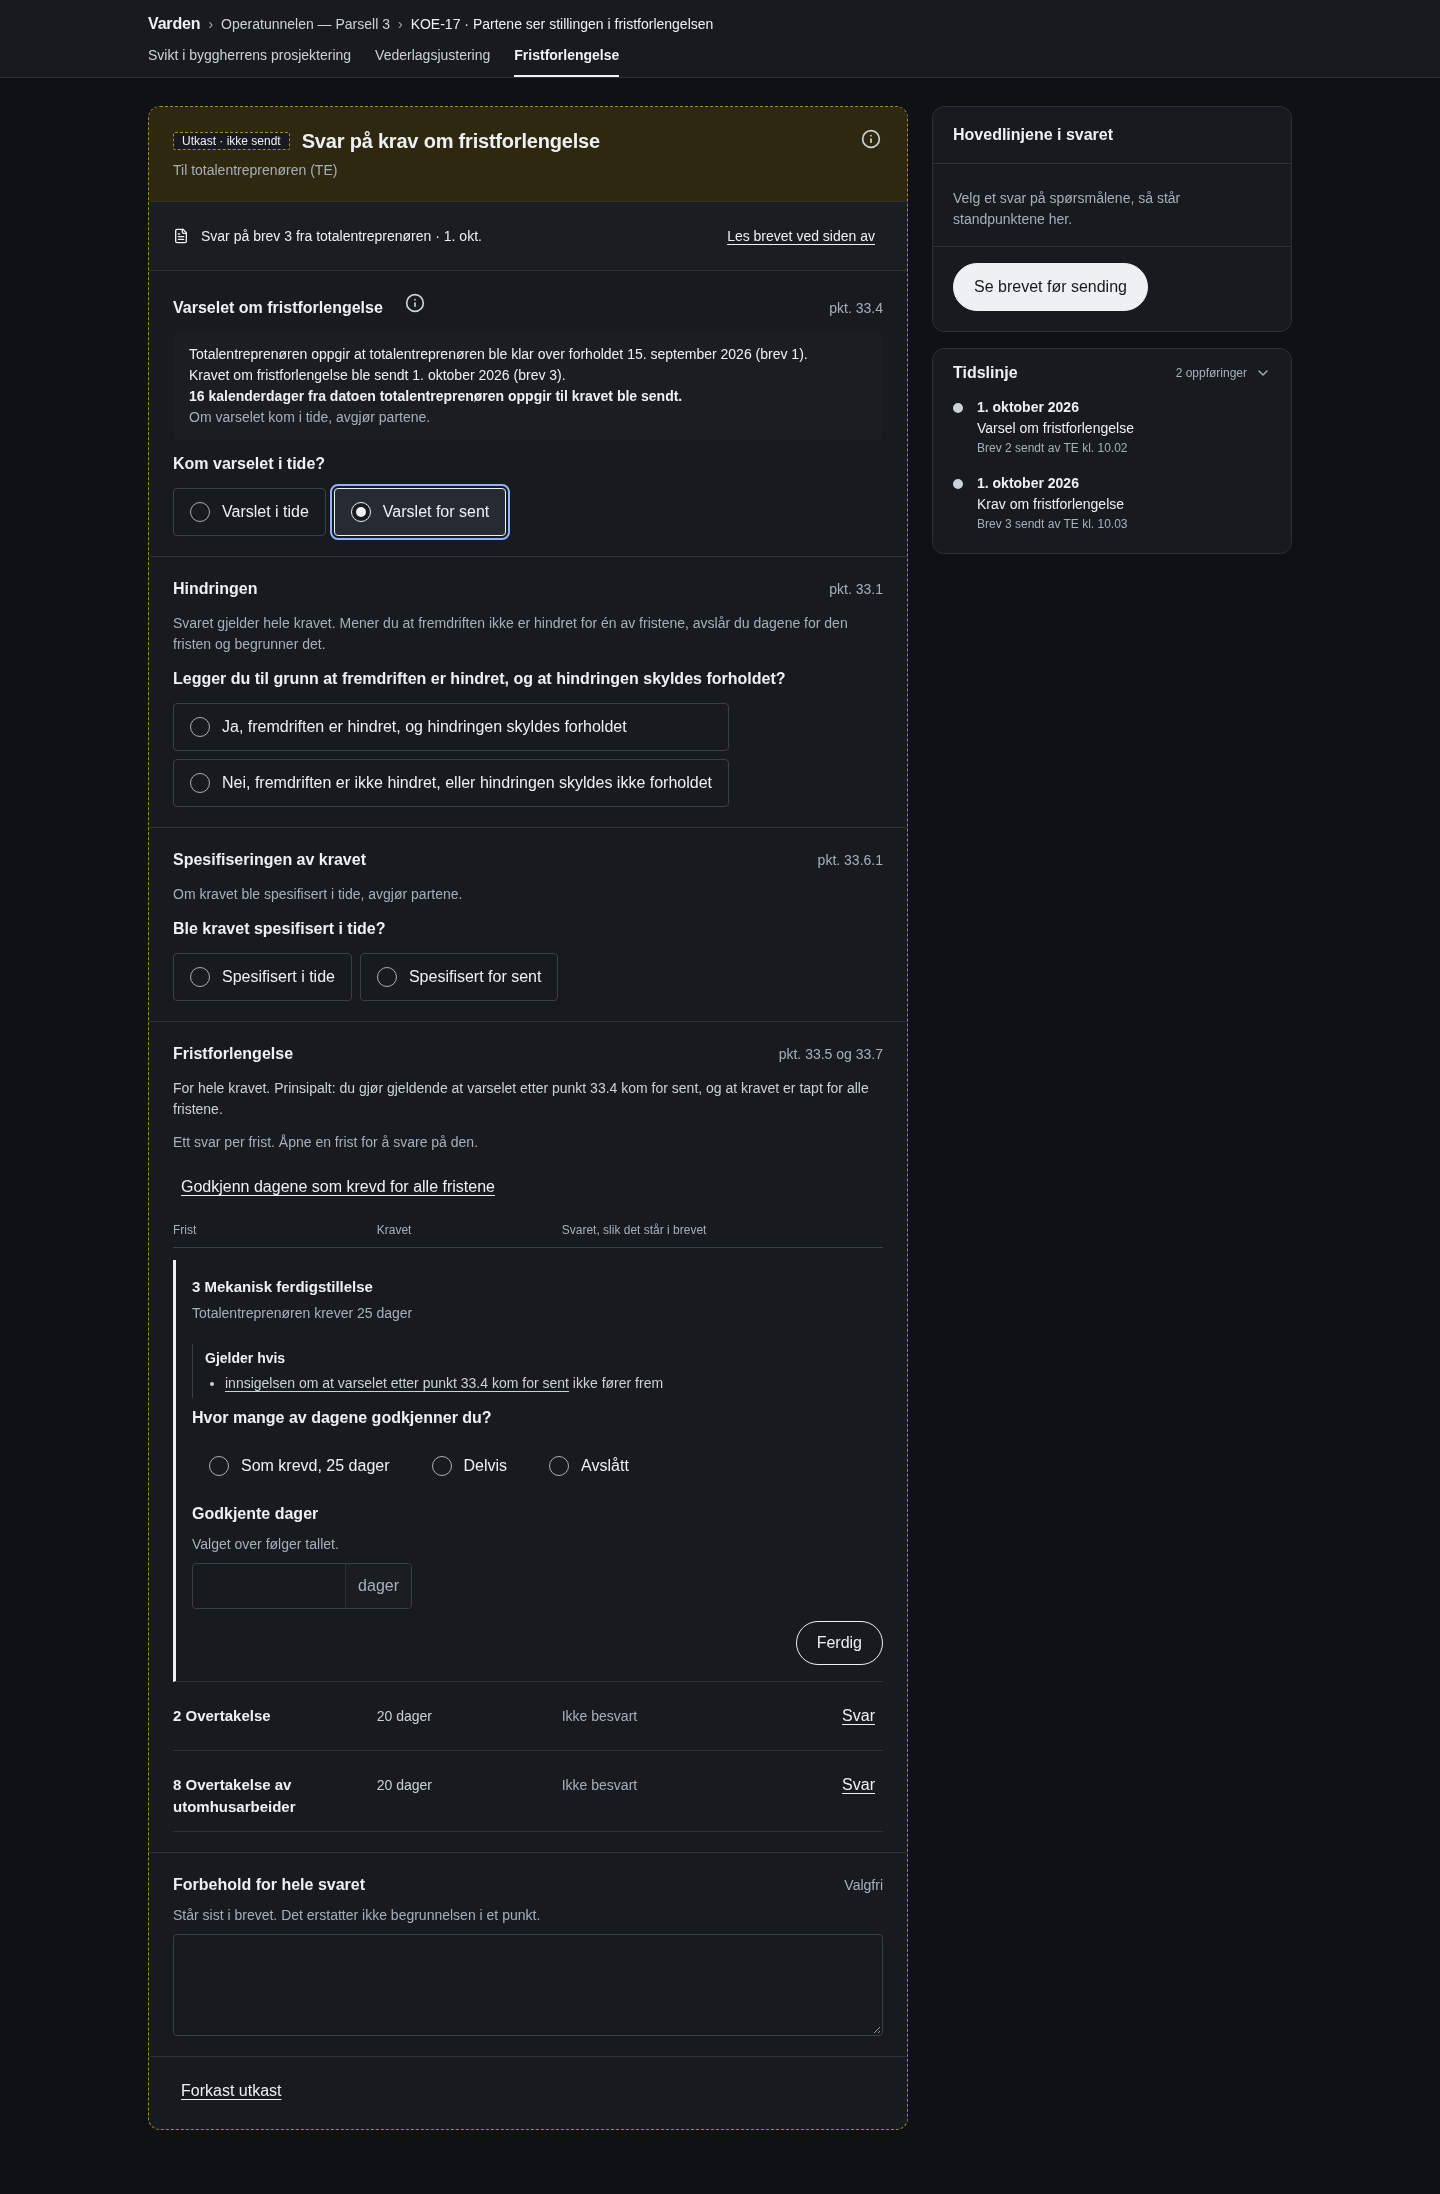 Varden › Operatunnelen — Parsell 3 › KOE-17 · Partene ser stillingen i fristforlengelsen
Svikt i byggherrens prosjektering Vederlagsjustering Fristforlengelse
Utkast · ikke sendt Svar på krav om fristforlengelse
Til totalentreprenøren (TE)
Svar på brev 3 fra totalentreprenøren · 1. okt. Les brevet ved siden av
Varselet om fristforlengelse pkt. 33.4
Totalentreprenøren oppgir at totalentreprenøren ble klar over forholdet 15. september 2026 (brev 1).
Kravet om fristforlengelse ble sendt 1. oktober 2026 (brev 3).
16 kalenderdager fra datoen totalentreprenøren oppgir til kravet ble sendt.
Om varselet kom i tide, avgjør partene.
Kom varselet i tide?
Varslet i tide Varslet for sent
Hindringen pkt. 33.1
Svaret gjelder hele kravet. Mener du at fremdriften ikke er hindret for én av fristene, avslår du dagene for den
fristen og begrunner det.
Legger du til grunn at fremdriften er hindret, og at hindringen skyldes forholdet?
Ja, fremdriften er hindret, og hindringen skyldes forholdet
Nei, fremdriften er ikke hindret, eller hindringen skyldes ikke forholdet
Spesifiseringen av kravet pkt. 33.6.1
Om kravet ble spesifisert i tide, avgjør partene.
Ble kravet spesifisert i tide?
Spesifisert i tide Spesifisert for sent
Fristforlengelse pkt. 33.5 og 33.7
For hele kravet. Prinsipalt: du gjør gjeldende at varselet etter punkt 33.4 kom for sent, og at kravet er tapt for alle
fristene.
Ett svar per frist. Åpne en frist for å svare på den.
Godkjenn dagene som krevd for alle fristene
Frist Kravet Svaret, slik det står i brevet
3 Mekanisk ferdigstillelse
Totalentreprenøren krever 25 dager
Gjelder hvis
• innsigelsen om at varselet etter punkt 33.4 kom for sent ikke fører frem
Hvor mange av dagene godkjenner du?
Som krevd, 25 dager Delvis Avslått
Godkjente dager
Valget over følger tallet.
dager
Ferdig
2 Overtakelse 20 dager Ikke besvart Svar
8 Overtakelse av 20 dager Ikke besvart Svar
utomhusarbeider
Forbehold for hele svaret Valgfri
Står sist i brevet. Det erstatter ikke begrunnelsen i et punkt.
Forkast utkast
Hovedlinjene i svaret
Velg et svar på spørsmålene, så står
standpunktene her.
Se brevet før sending
Tidslinje 2 oppføringer
1. oktober 2026
Varsel om fristforlengelse
Brev 2 sendt av TE kl. 10.02
1. oktober 2026
Krav om fristforlengelse
Brev 3 sendt av TE kl. 10.03